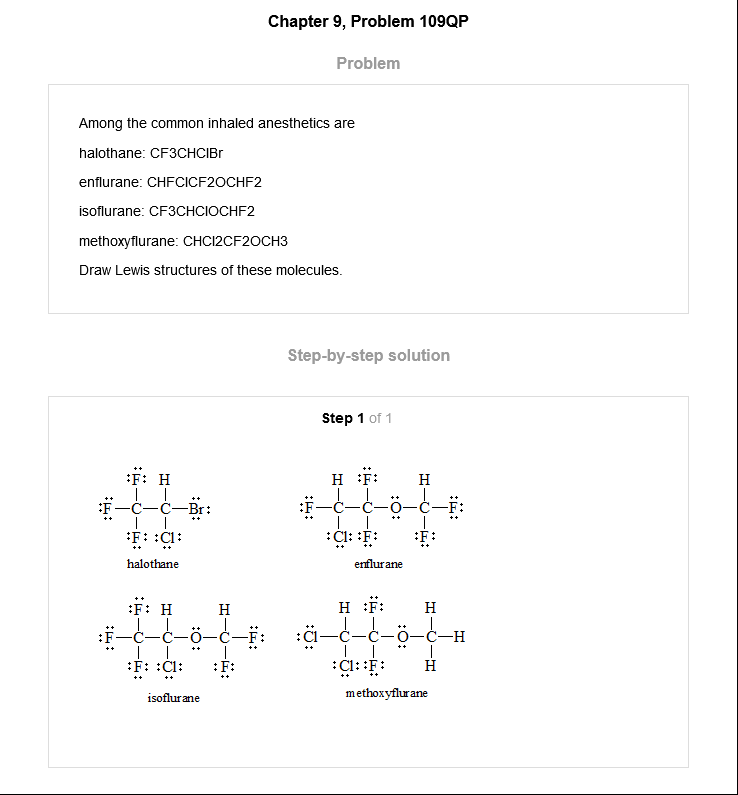 Chapter 9, Problem 109QP
Problem
Among the common inhaled anesthetics are
halothane: CF3CHClBr
enflurane: CHFClCF2OCHF2
isoflurane: CF3CHClOCHF2
methoxyflurane: CHCl2CF2OCH3
Draw Lewis structures of these molecules.
Step-by-step solution
Step 1 of 1
:F: H
:F—C—C—Br:
:F: :Cl:
halothane
H :F: H
:F—C—C—O—C—F:
:Cl: :F: :F:
enflurane
:F: H H
:F—C—C—O—C—F:
:F: :Cl: :F:
isoflurane
H :F: H
:Cl—C—C—O—C—H
:Cl: :F: H
methoxyflurane